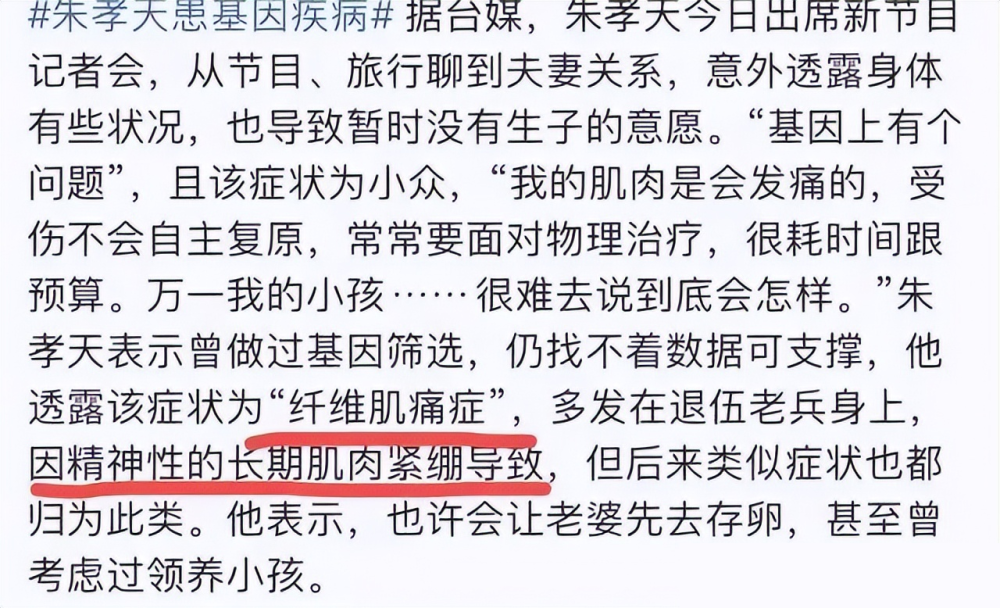 #朱孝天患基因疾病# 据台媒，朱孝天今日出席新节目
记者会，从节目、旅行聊到夫妻关系，意外透露身体
有些状况，也导致暂时没有生子的意愿。“基因上有个
问题”，且该症状为小众，“我的肌肉是会发痛的，受
伤不会自主复原，常常要面对物理治疗，很耗时间跟
预算。万一我的小孩……很难去说到底会怎样。”朱
孝天表示曾做过基因筛选，仍找不着数据可支撑，他
透露该症状为“纤维肌痛症”，多发在退伍老兵身上，
因精神性的长期肌肉紧绷导致，但后来类似症状也都
归为此类。他表示，也许会让老婆先去存卵，甚至曾
考虑过领养小孩。